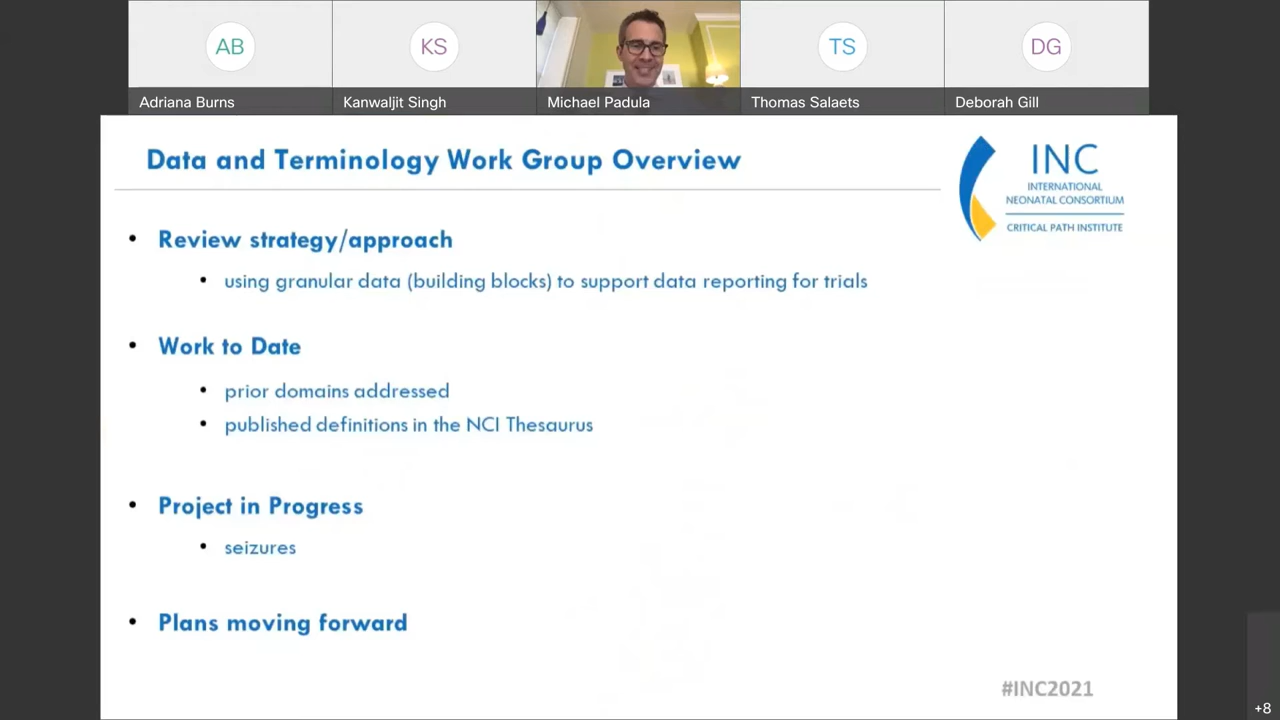 AB
KS
TS
DG
Adriana Burns
Kanwaljit Singh
Michael Padula
Thomas Salaets
Deborah Gill
Data and Terminology Work Group Overview
INC
INTERNATIONAL
NEONATAL CONSORTIUM
CRITICAL PATH INSTITUTE
• Review strategy/approach
• using granular data (building blocks) to support data reporting for trials
• Work to Date
• prior domains addressed
• published definitions in the NCI Thesaurus
• Project in Progress
• seizures
• Plans moving forward
#INC2021
+8